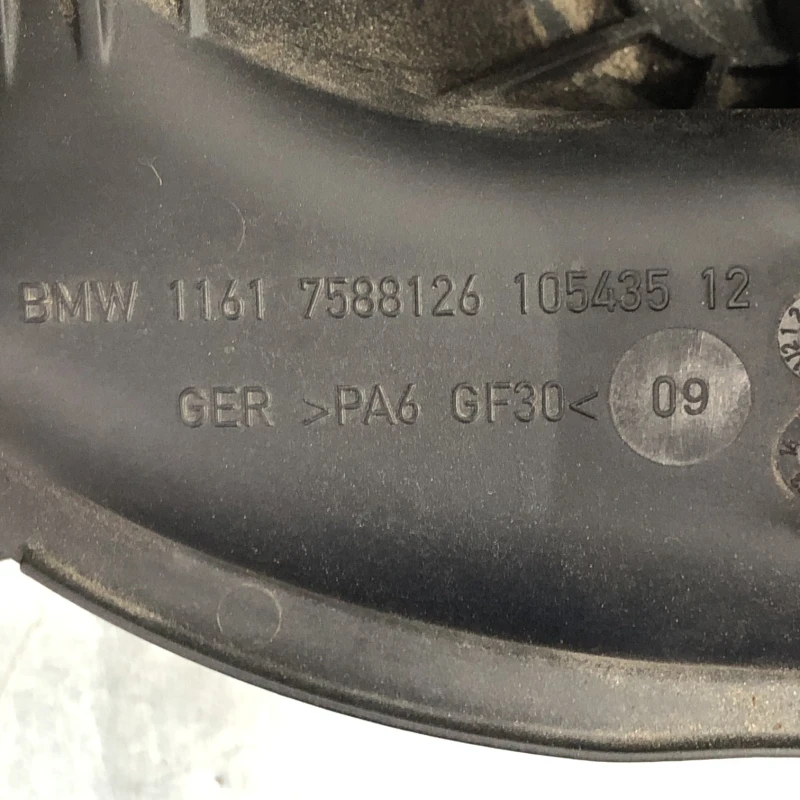 BMW 1161 7588126 105435 12
GER >PA6 GF30< 09